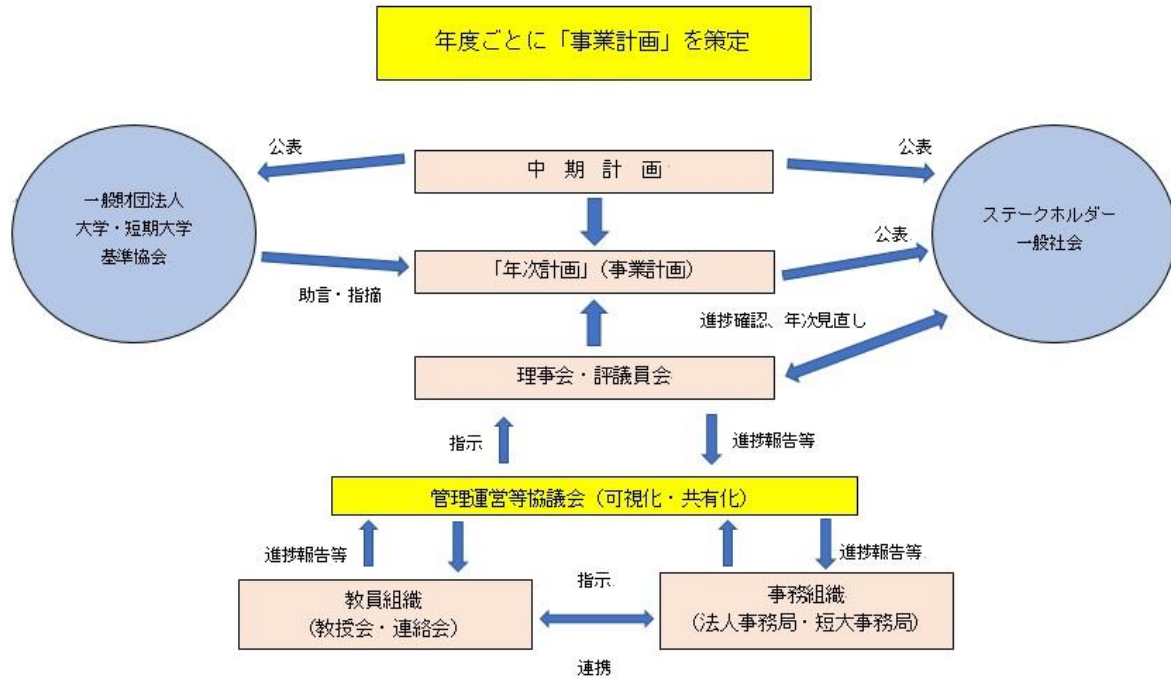 年度ごとに「事業計画」を策定
公表
公表
中 期 計 画
一般財団法人
大学・短期大学
基準協会
ステークホルダー
一般社会
公表
「年次計画」（事業計画）
助言・指摘
進捗確認、年次見直し
理事会・評議員会
指示
進捗報告等
管理運営等協議会（可視化・共有化）
進捗報告等
進捗報告等
指示
教員組織
（教授会・連絡会）
事務組織
（法人事務局・短大事務局）
連携